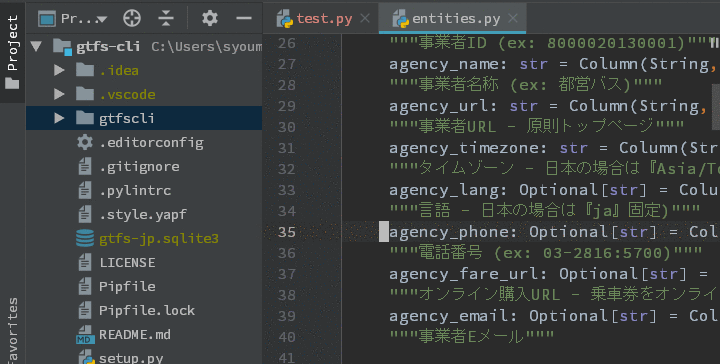 Project
Favorites
Pr...
gtfs-cli C:\Users\syoum
.idea
.vscode
gtfscli
.editorconfig
.gitignore
.pylintrc
.style.yapf
gtfs-jp.sqlite3
LICENSE
Pipfile
Pipfile.lock
README.md
setup.py
test.py
entities.py
26 """事業者ID (ex: 8000020130001)"""
27 agency_name: str = Column(String,
28 """事業者名称 (ex: 都営バス)"""
29 agency_url: str = Column(String,
30 """事業者URL - 原則トップページ"""
31 agency_timezone: str = Column(Str
32 """タイムゾーン - 日本の場合は『Asia/To
33 agency_lang: Optional[str] = Colu
34 """言語 - 日本の場合は『ja』固定)"""
35 agency_phone: Optional[str] = Col
36 """電話番号 (ex: 03-2816:5700)"""
37 agency_fare_url: Optional[str] =
38 """オンライン購入URL - 乗車券をオンライ
39 agency_email: Optional[str] = Co
40 """事業者Eメール"""
41